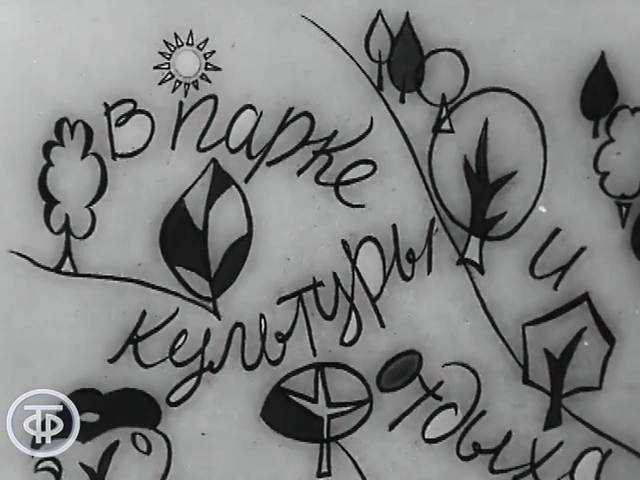 В парке
культуры
и
отдыха